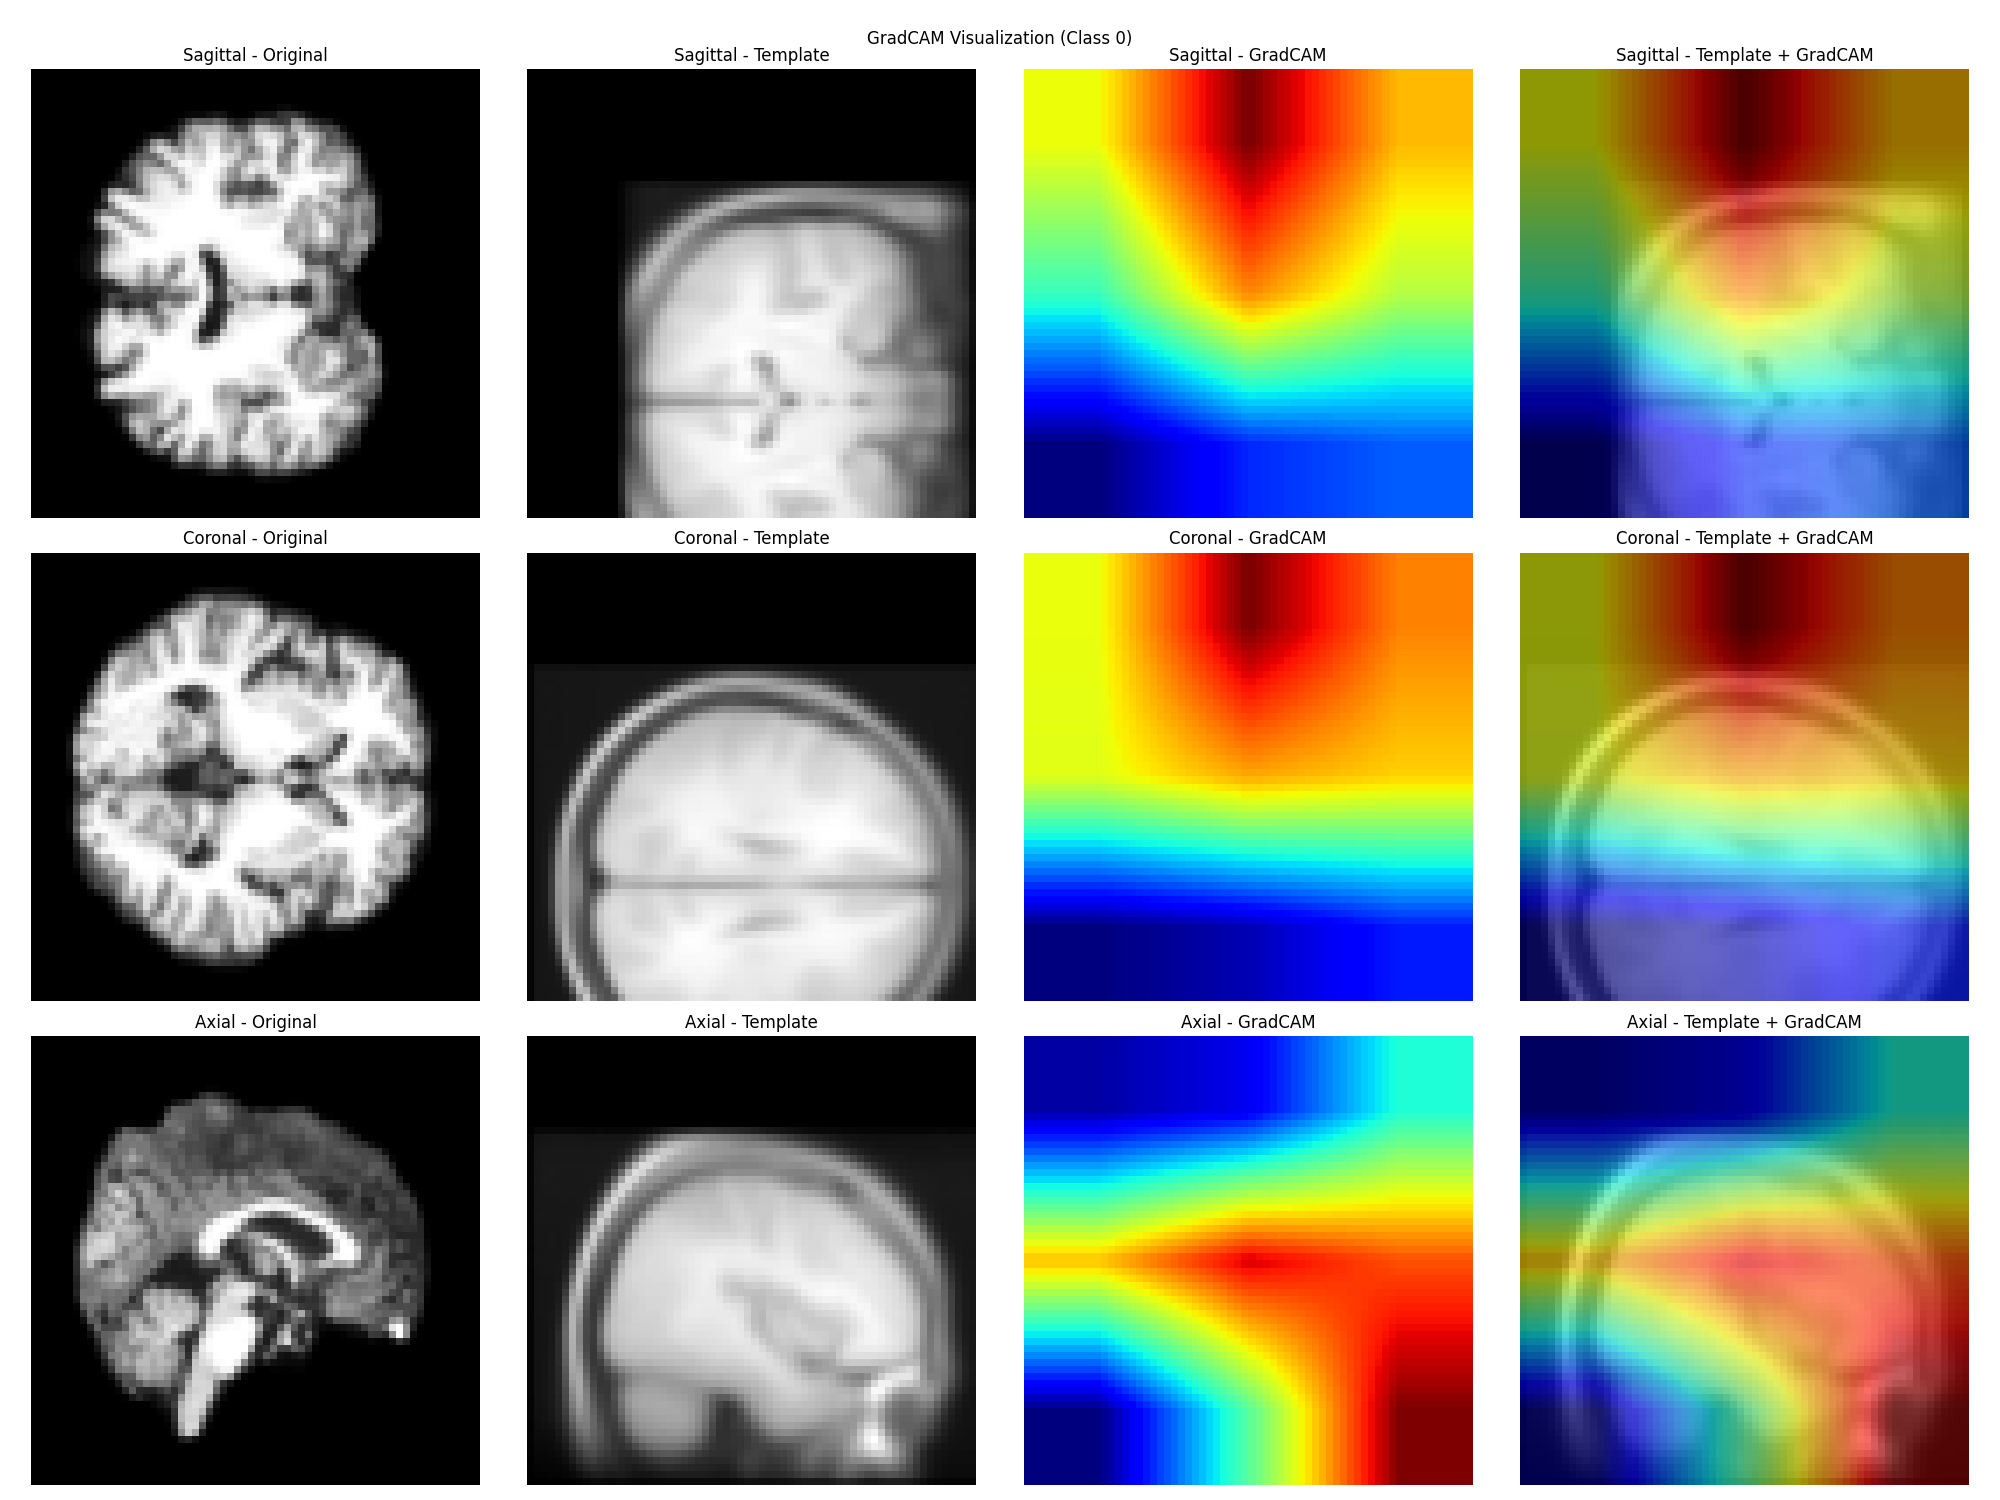 GradCAM Visualization (Class 0)
Sagittal - Original
Sagittal - Template
Sagittal - GradCAM
Sagittal - Template + GradCAM
Coronal - Original
Coronal - Template
Coronal - GradCAM
Coronal - Template + GradCAM
Axial - Original
Axial - Template
Axial - GradCAM
Axial - Template + GradCAM